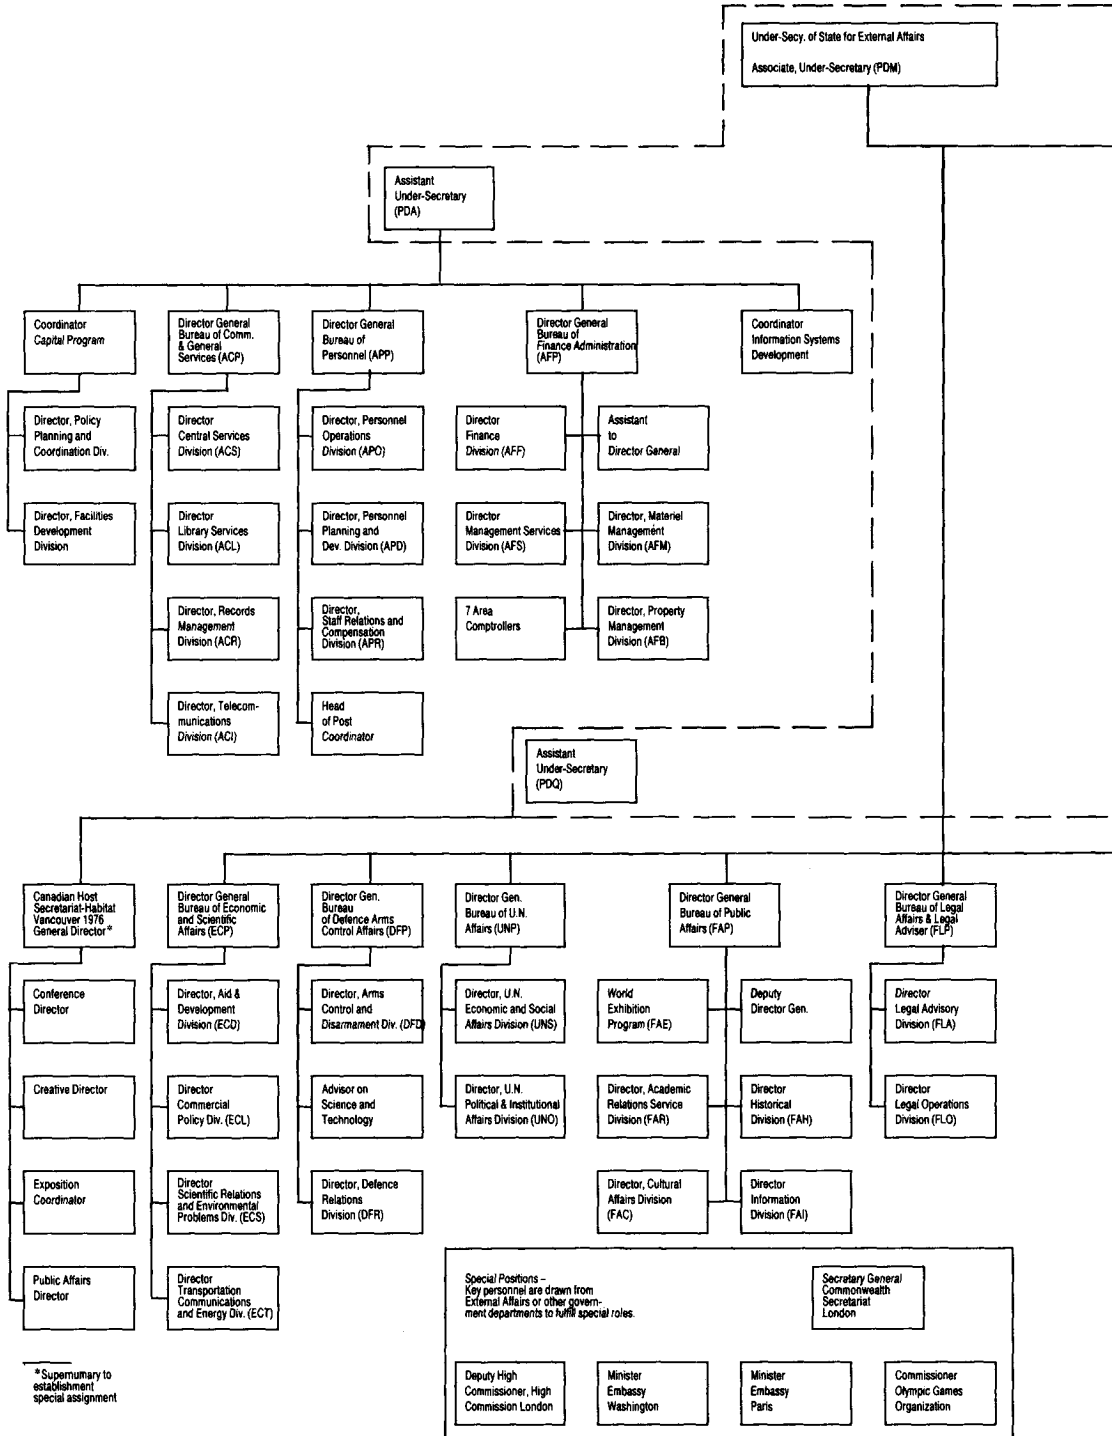 Under-Secy. of State for External Affairs
Associate, Under-Secretary (PDM)
Assistant
Under-Secretary
(PDA)
Coordinator
Capital Program
Director General
Bureau of Comm.
& General
Services (ACP)
Director General
Bureau of
Personnel (APP)
Director General
Bureau of
Finance Administration
(AFP)
Coordinator
Information Systems
Development
Director, Policy
Planning and
Coordination Div.
Director
Central Services
Division (ACS)
Director, Personnel
Operations
Division (APO)
Director
Finance
Division (AFF)
Assistant
to
Director General
Director, Facilities
Development
Division
Director
Library Services
Division (ACL)
Director, Personnel
Planning and
Dev. Division (APD)
Director
Management Services
Division (AFS)
Director, Materiel
Management
Division (AFM)
Director, Records
Management
Division (ACR)
Director,
Staff Relations and
Compensation
Division (APR)
7 Area
Comptrollers
Director, Property
Management
Division (AFB)
Director, Telecom-
munications
Division (ACI)
Head
of Post
Coordinator
Assistant
Under-Secretary
(PDQ)
Canadian Host
Secretariat-Habitat
Vancouver 1976
General Director*
Director General
Bureau of Economic
and Scientific
Affairs (ECP)
Director Gen.
Bureau
of Defence Arms
Control Affairs (DFP)
Director Gen.
Bureau of U.N.
Affairs (UNP)
Director General
Bureau of Public
Affairs (FAP)
Director General
Bureau of Legal
Affairs & Legal
Adviser (FLP)
Conference
Director
Director, Aid &
Development
Division (ECD)
Director, Arms
Control and
Disarmament Div. (DFD)
Director, U.N.
Economic and Social
Affairs Division (UNS)
World
Exhibition
Program (FAE)
Deputy
Director Gen.
Director
Legal Advisory
Division (FLA)
Creative Director
Director
Commercial
Policy Div. (ECL)
Advisor on
Science and
Technology
Director, U.N.
Political & Institutional
Affairs Division (UNO)
Director, Academic
Relations Service
Division (FAR)
Director
Historical
Division (FAH)
Director
Legal Operations
Division (FLO)
Exposition
Coordinator
Director
Scientific Relations
and Environmental
Problems Div. (ECS)
Director, Defence
Relations
Division (DFR)
Director, Cultural
Affairs Division
(FAC)
Director
Information
Division (FAI)
Public Affairs
Director
Director
Transportation
Communications
and Energy Div. (ECT)
Special Positions –
Key personnel are drawn from
External Affairs or other govern-
ment departments to fulfill special roles.
Secretary General
Commonwealth
Secretariat
London
*Supernumary to
establishment
special assignment
Deputy High
Commissioner, High
Commission London
Minister
Embassy
Washington
Minister
Embassy
Paris
Commissioner
Olympic Games
Organization